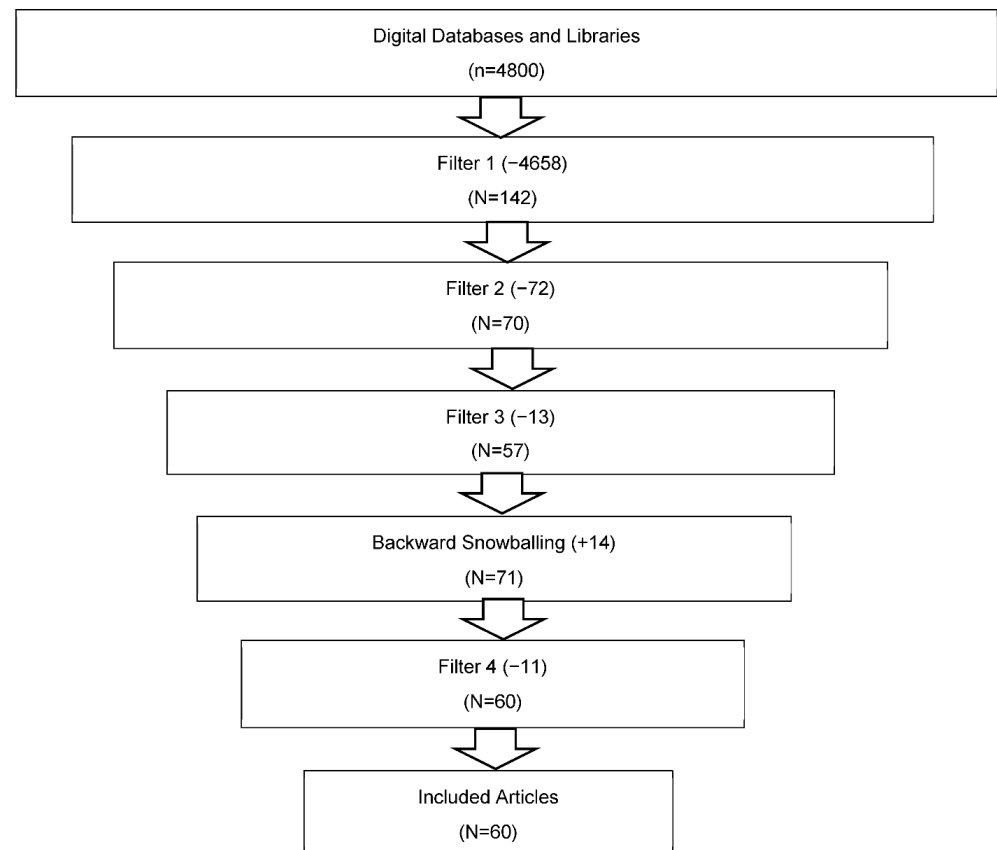 Digital Databases and Libraries
(n=4800)
Filter 1 (−4658)
(N=142)
Filter 2 (−72)
(N=70)
Filter 3 (−13)
(N=57)
Backward Snowballing (+14)
(N=71)
Filter 4 (−11)
(N=60)
Included Articles
(N=60)